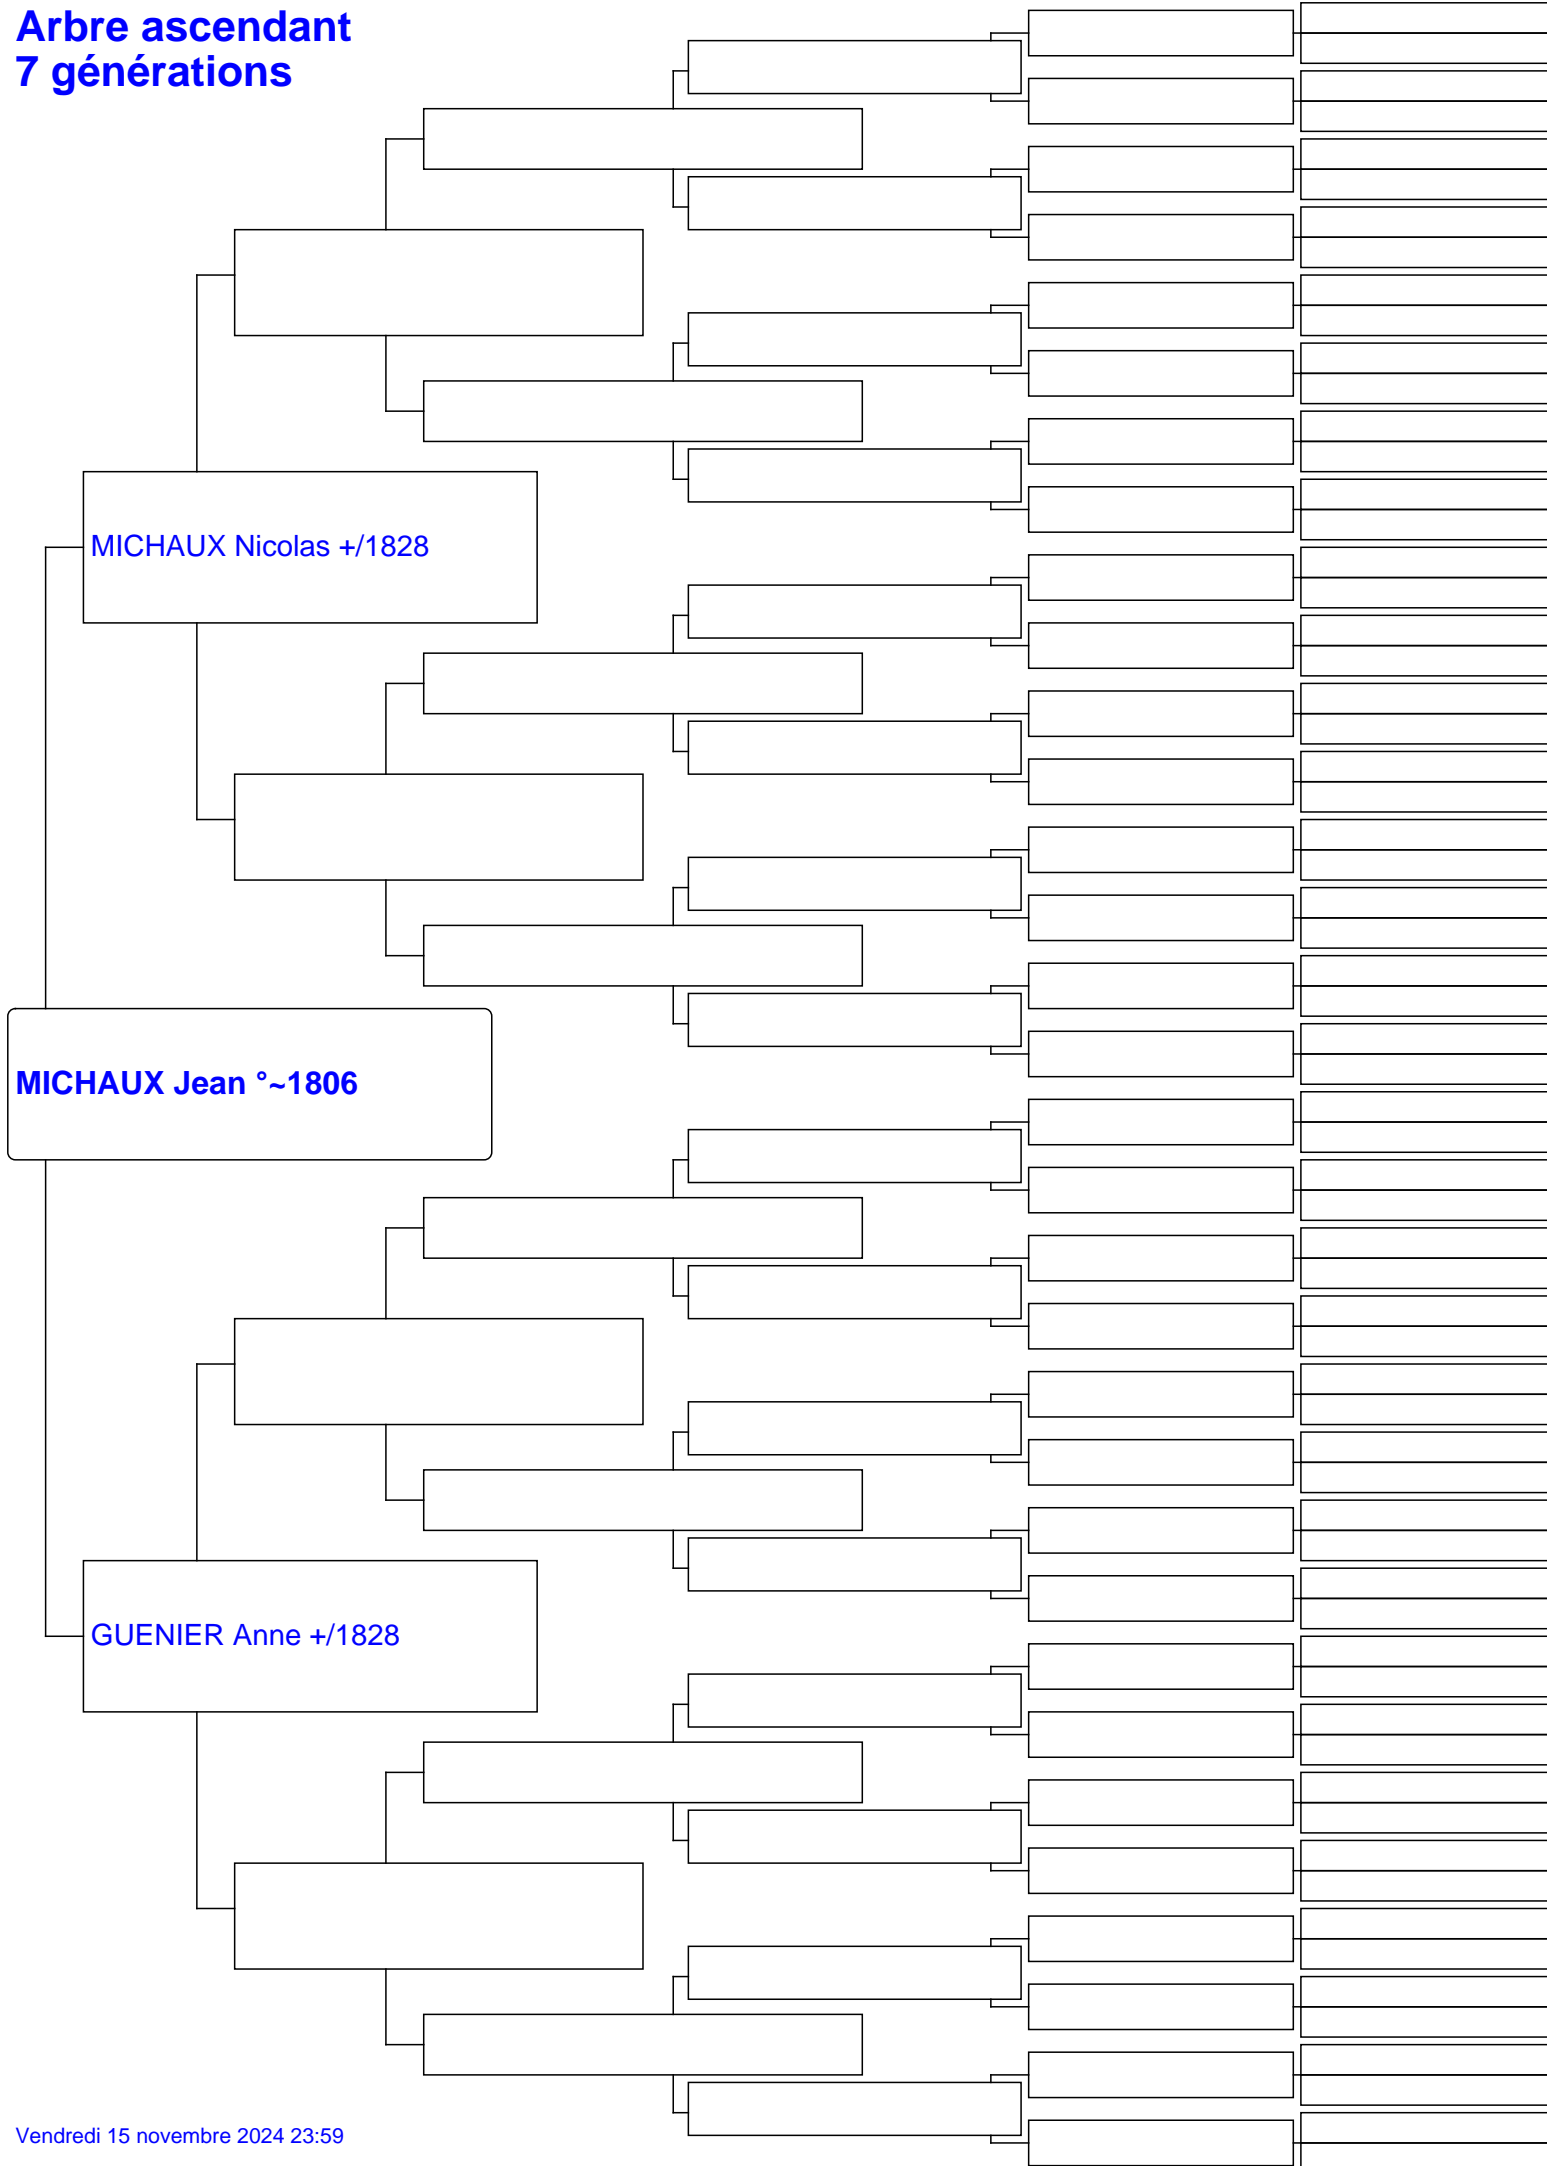 Arbre ascendant
7 générations
MICHAUX Nicolas +/1828
MICHAUX Jean °~1806
GUENIER Anne +/1828
Vendredi 15 novembre 2024 23:59